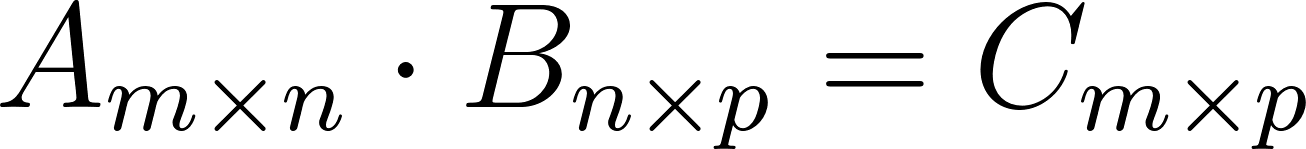 A_{m×n} · B_{n×p} = C_{m×p}